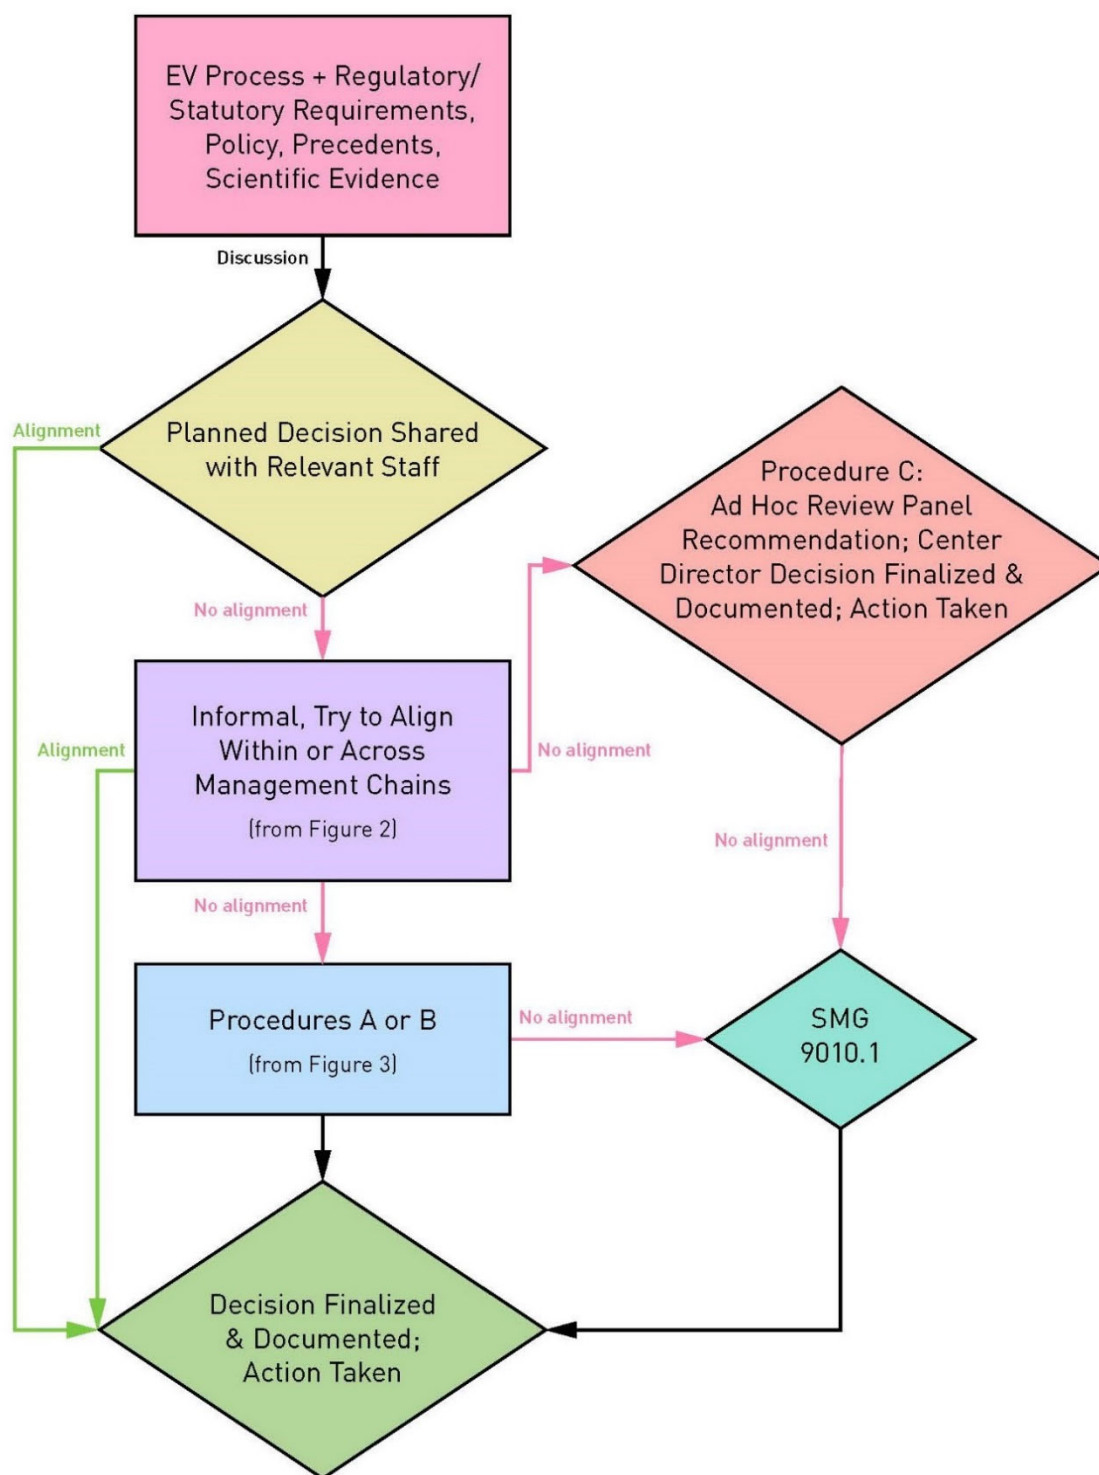 EV Process + Regulatory/
Statutory Requirements,
Policy, Precedents,
Scientific Evidence
Discussion
Alignment
Planned Decision Shared
with Relevant Staff
No alignment
Procedure C:
Ad Hoc Review Panel
Recommendation; Center
Director Decision Finalized &
Documented; Action Taken
Alignment
Informal, Try to Align
Within or Across
Management Chains
(from Figure 2)
No alignment
No alignment
No alignment
Procedures A or B
(from Figure 3)
No alignment
SMG
9010.1
Decision Finalized
& Documented;
Action Taken